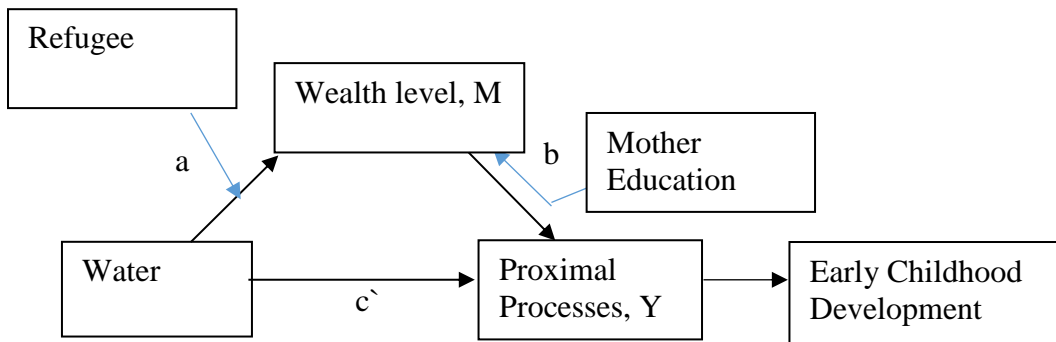 Refugee
Wealth level, M
a
b
Mother
Education
Water
c`
Proximal
Processes, Y
Early Childhood
Development